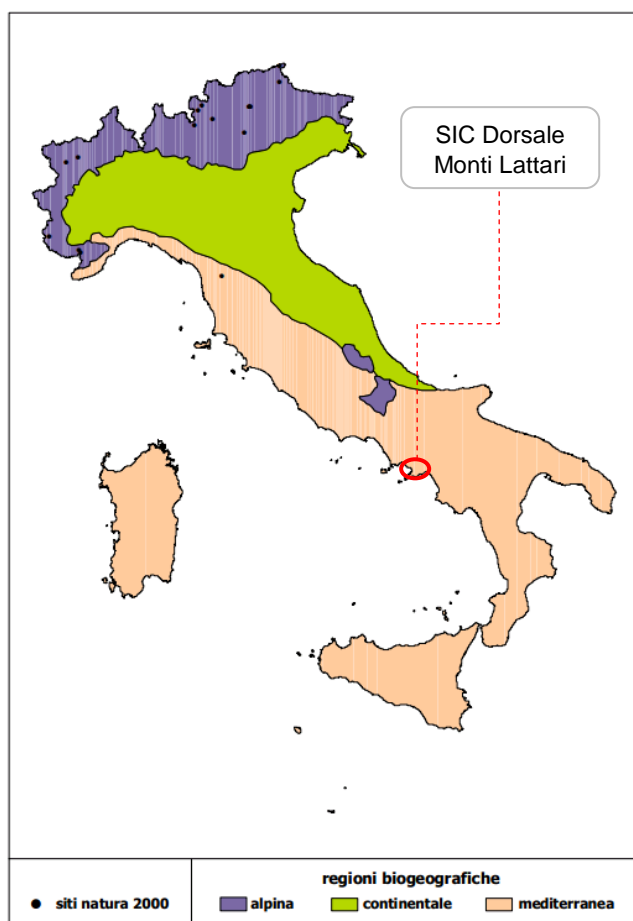 SIC Dorsale
Monti Lattari
regioni biogeografiche
siti natura 2000
alpina
continentale
mediterranea